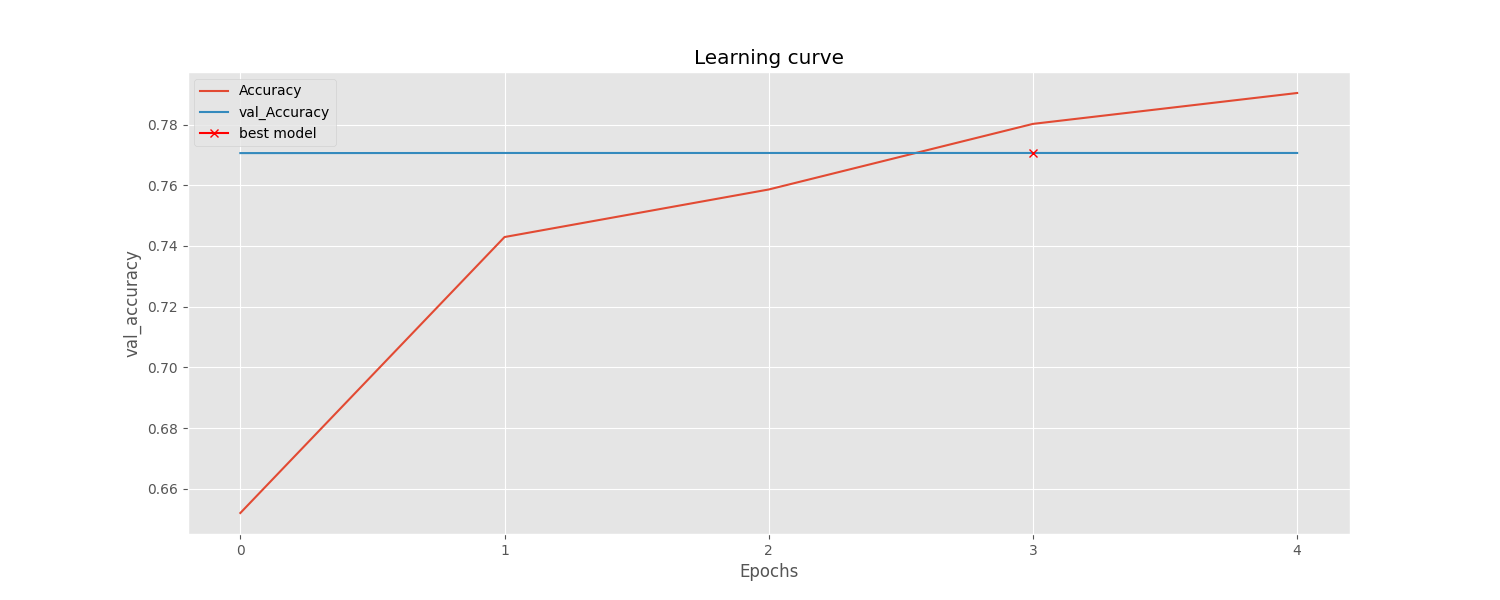 Learning curve
Accuracy
val_Accuracy
best model
0.78
0.76
0.74
0.72
0.70
0.68
0.66
val_accuracy
0 1 2 3 4
Epochs